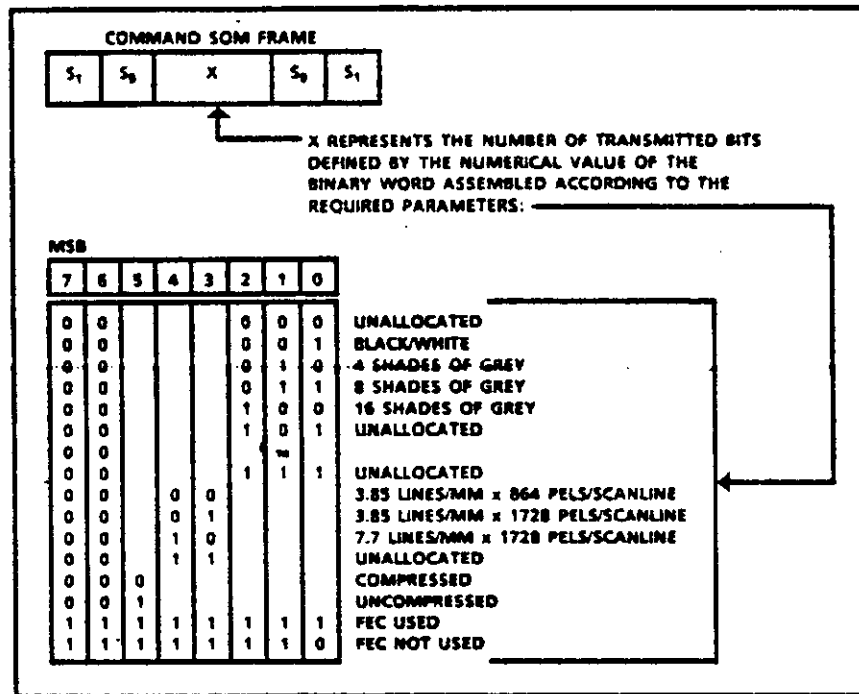 COMMAND SOM FRAME
S₁ S₀ X S₀ S₁
X REPRESENTS THE NUMBER OF TRANSMITTED BITS
DEFINED BY THE NUMERICAL VALUE OF THE
BINARY WORD ASSEMBLED ACCORDING TO THE
REQUIRED PARAMETERS:
MSB
7 6 5 4 3 2 1 0
0 0 0 0 0 UNALLOCATED
0 0 0 0 1 BLACK/WHITE
0 0 0 1 0 4 SHADES OF GREY
0 0 0 1 1 8 SHADES OF GREY
0 0 1 0 0 16 SHADES OF GREY
0 0 1 0 1 UNALLOCATED
0 0
0 0 1 1 1 UNALLOCATED
0 0 0 0 3.85 LINES/MM x 864 PELS/SCANLINE
0 0 0 1 3.85 LINES/MM x 1728 PELS/SCANLINE
0 0 1 0 7.7 LINES/MM x 1728 PELS/SCANLINE
0 0 1 1 UNALLOCATED
0 0 0 COMPRESSED
0 0 1 UNCOMPRESSED
1 1 1 1 1 1 1 1 FEC USED
1 1 1 1 1 1 1 0 FEC NOT USED